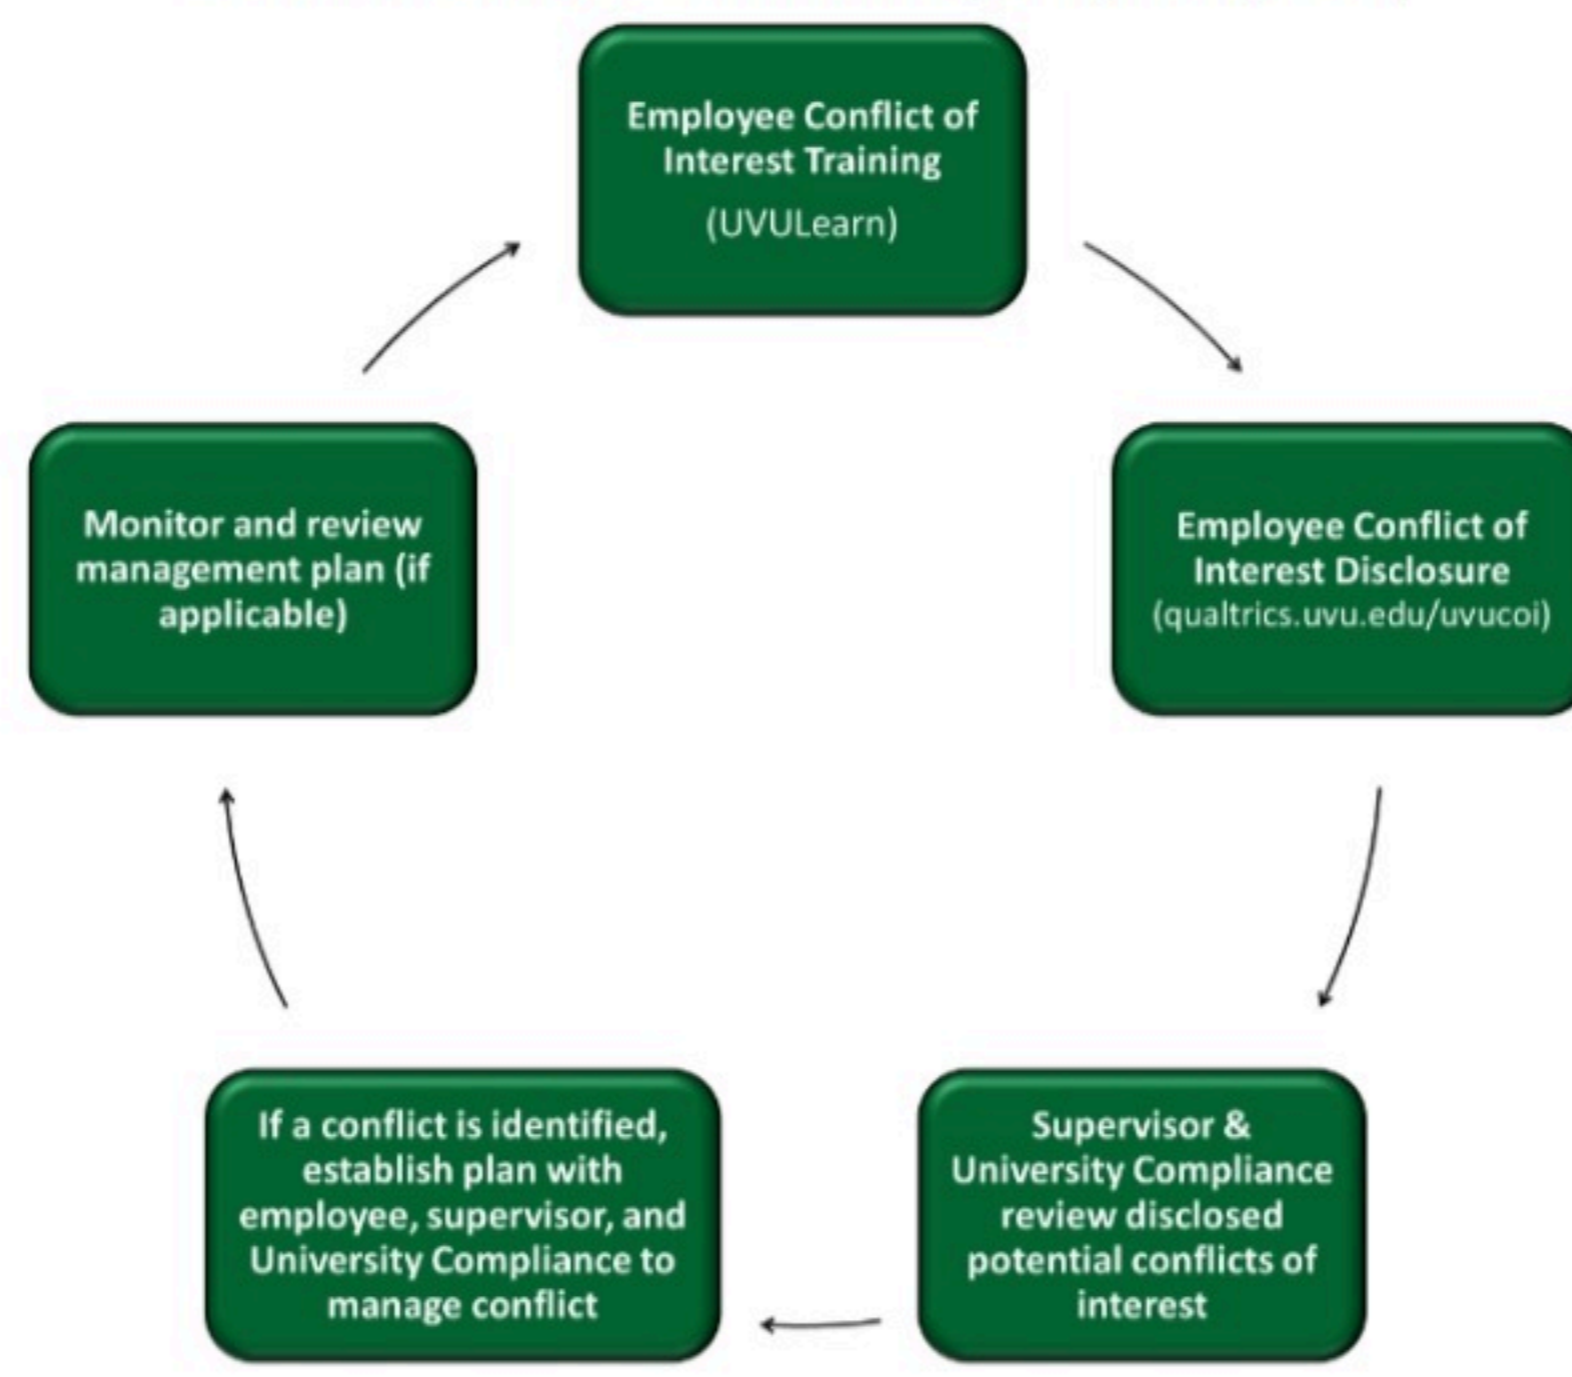 Employee Conflict of
Interest Training
(UVULearn)
Employee Conflict of
Interest Disclosure
(qualtrics.uvu.edu/uvucoi)
Supervisor &
University Compliance
review disclosed
potential conflicts of
interest
If a conflict is identified,
establish plan with
employee, supervisor, and
University Compliance to
manage conflict
Monitor and review
management plan (if
applicable)